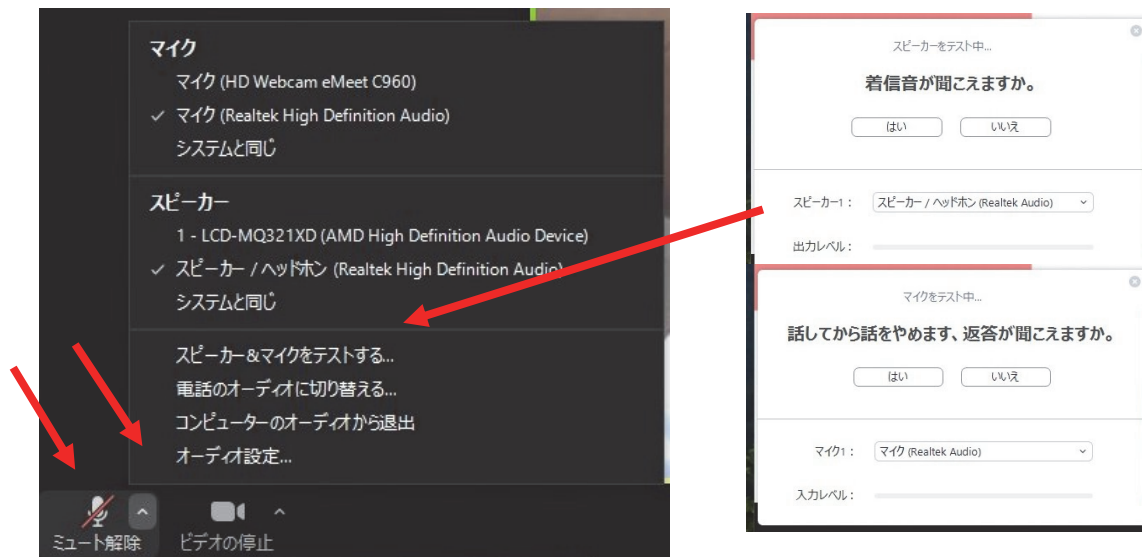 マイク
マイク (HD Webcam eMeet C960)
マイク (Realtek High Definition Audio)
システムと同じ
スピーカー
1 - LCD-MQ321XD (AMD High Definition Audio Device)
スピーカー / ヘッドホン (Realtek High Definition Audio)
システムと同じ
スピーカー&マイクをテストする...
電話のオーディオに切り替える...
コンピューターのオーディオから退出
オーディオ設定...
ミュート解除
ビデオの停止
スピーカーをテスト中...
着信音が聞こえますか。
はい
いいえ
スピーカー1:
スピーカー / ヘッドホン (Realtek Audio)
出力レベル:
マイクをテスト中...
話してから話をやめます、返答が聞こえますか。
はい
いいえ
マイク1:
マイク (Realtek Audio)
入力レベル: